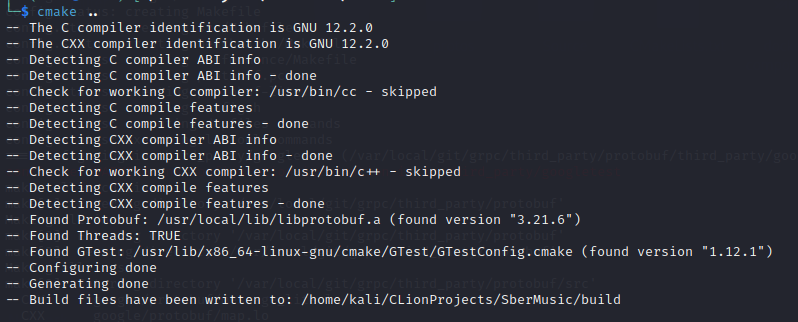 └─$ cmake ..
-- The C compiler identification is GNU 12.2.0
-- The CXX compiler identification is GNU 12.2.0
-- Detecting C compiler ABI info
-- Detecting C compiler ABI info - done
-- Check for working C compiler: /usr/bin/cc - skipped
-- Detecting C compile features
-- Detecting C compile features - done
-- Detecting CXX compiler ABI info
-- Detecting CXX compiler ABI info - done
-- Check for working CXX compiler: /usr/bin/c++ - skipped
-- Detecting CXX compile features
-- Detecting CXX compile features - done
-- Found Protobuf: /usr/local/lib/libprotobuf.a (found version "3.21.6")
-- Found Threads: TRUE
-- Found GTest: /usr/lib/x86_64-linux-gnu/cmake/GTest/GTestConfig.cmake (found version "1.12.1")
-- Configuring done
-- Generating done
-- Build files have been written to: /home/kali/CLionProjects/SberMusic/build